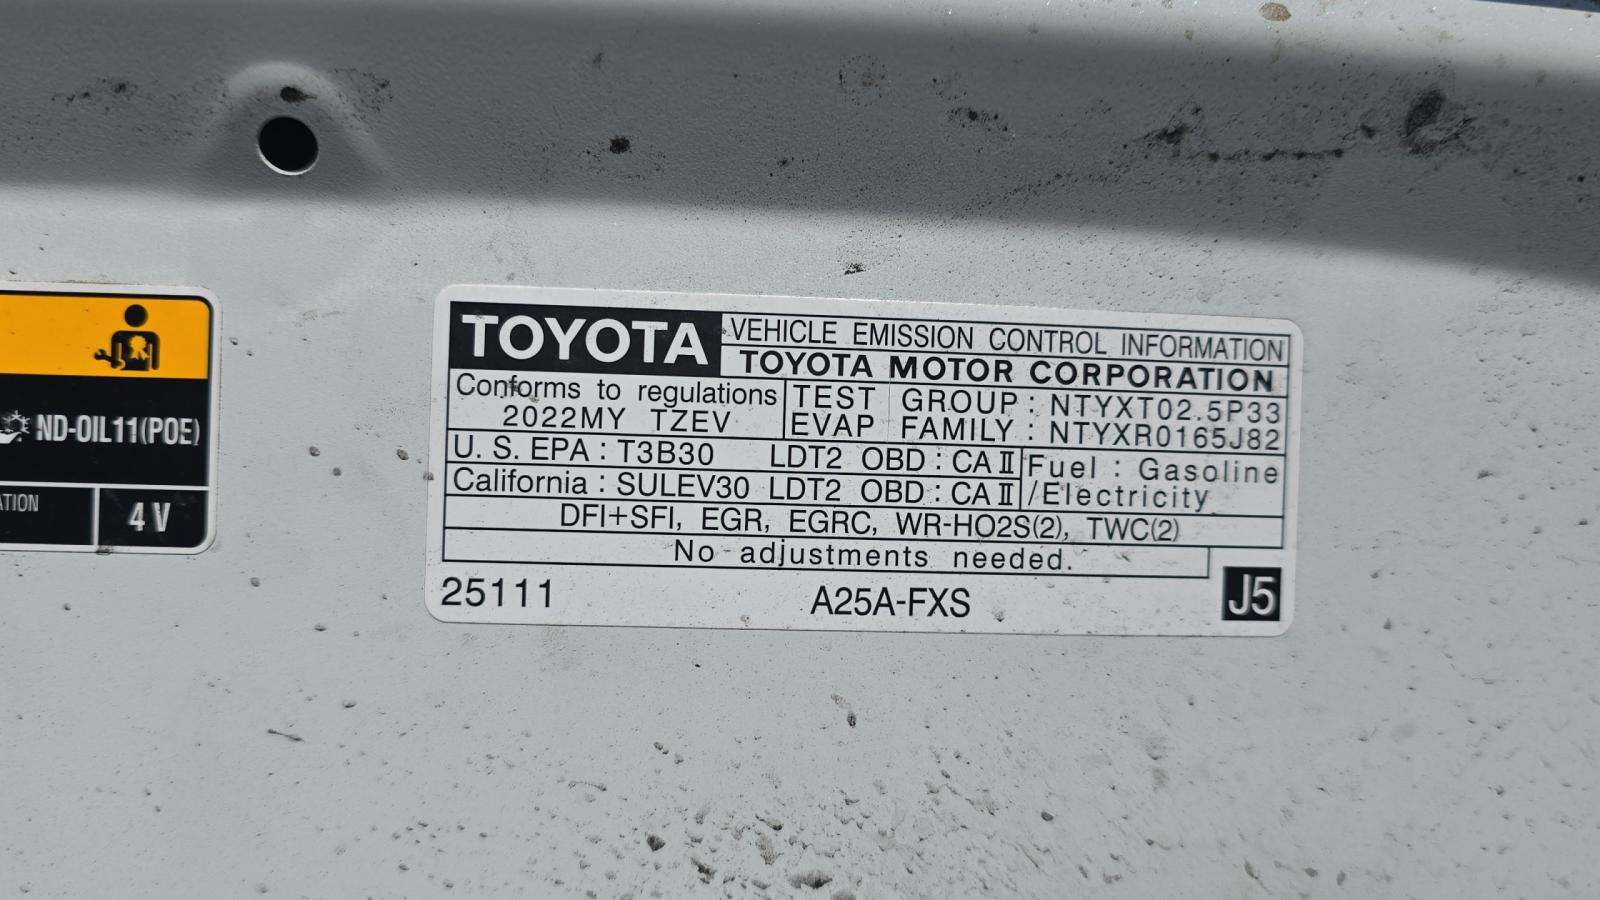 ND-OIL11(POE)
4 V
TOYOTA
VEHICLE EMISSION CONTROL INFORMATION
TOYOTA MOTOR CORPORATION
Conforms to regulations
2022MY TZEV
TEST GROUP : NTYXT02.5P33
EVAP FAMILY : NTYXR0165J82
U.S. EPA : T3B30 LDT2 OBD : CA II
California : SULEV30 LDT2 OBD : CA II
Fuel : Gasoline
/Electricity
DFI+SFI, EGR, EGRC, WR-HO2S(2), TWC(2)
No adjustments needed.
25111 A25A-FXS J5